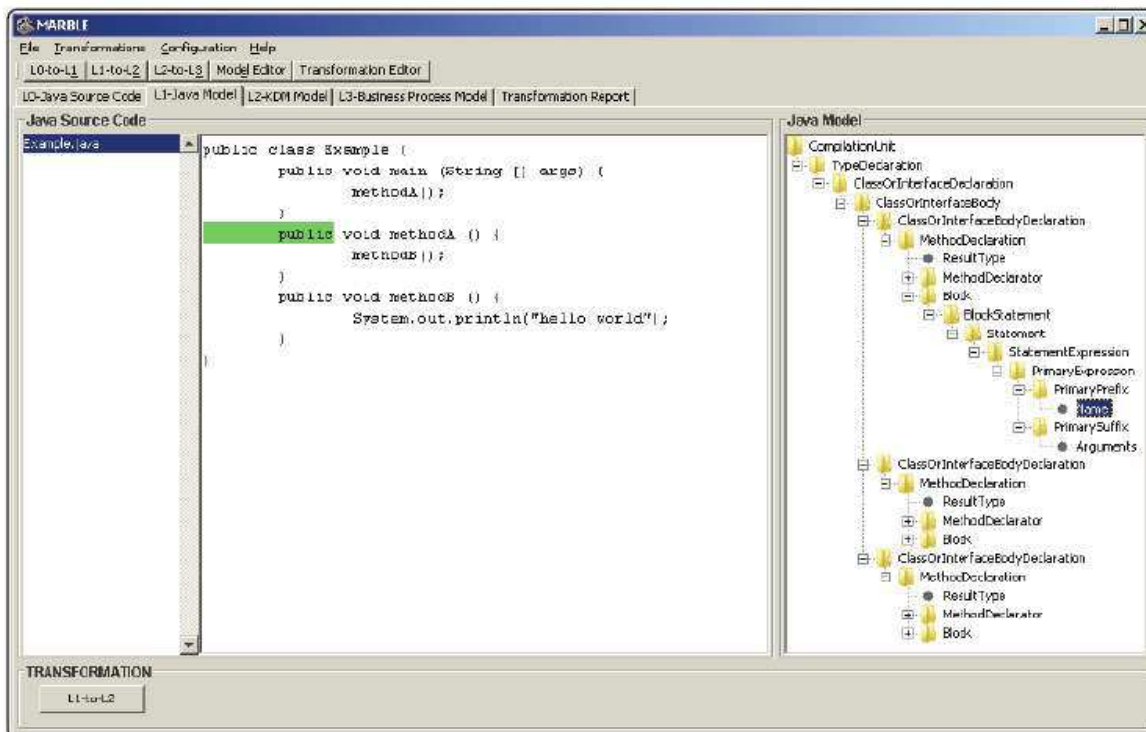 MARBLE
File Transformations Configuration Help
L0-to-L1 L1-to-L2 L2-to-L3 Model Editor Transformation Editor
L0-Java Source Code L1-Java Model L2-KDM Model L3-Business Process Model Transformation Report
Java Source Code
Example.java
public class Example {
public void main (String [] args) {
methodA();
}
public void methodA () {
methodB();
}
public void methodB () {
System.out.println("hello world");
}
}
Java Model
CompilationUnit
TypeDeclaration
ClassOrInterfaceDeclaration
ClassOrInterfaceBody
ClassOrInterfaceBodyDeclaration
MethodDeclaration
ResultType
MethodDeclarator
Block
BlockStatement
Statement
StatementExpression
PrimaryExpression
PrimaryPrefix
Name
PrimarySuffix
Arguments
ClassOrInterfaceBodyDeclaration
MethodDeclaration
ResultType
MethodDeclarator
Block
ClassOrInterfaceBodyDeclaration
MethodDeclaration
ResultType
MethodDeclarator
Block
TRANSFORMATION
L1-to-L2